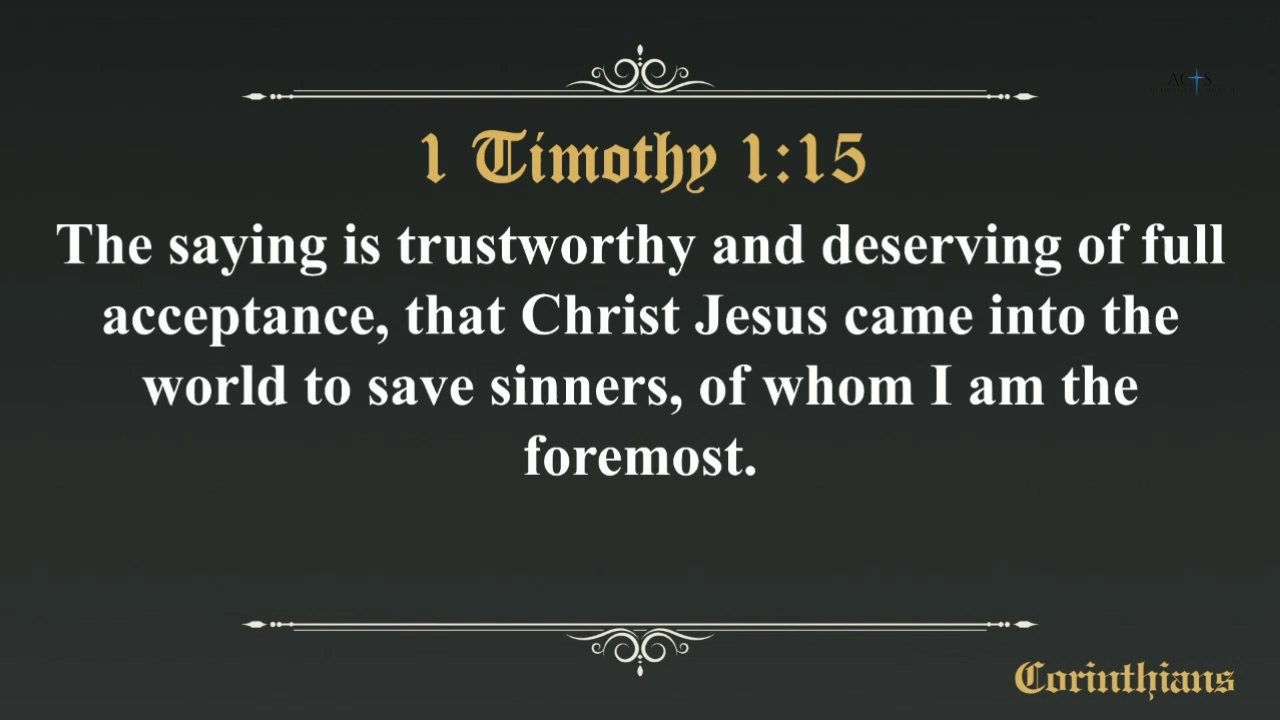 ACTS
1 Timothy 1:15
The saying is trustworthy and deserving of full
acceptance, that Christ Jesus came into the
world to save sinners, of whom I am the
foremost.
Corinthians